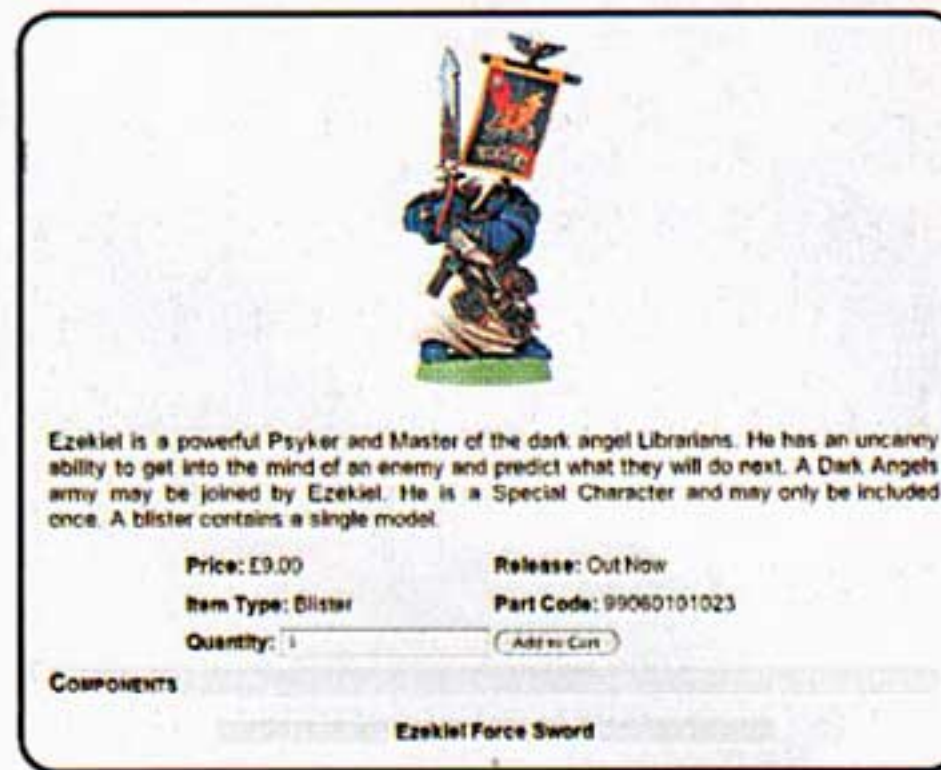 Ezekiel is a powerful Psyker and Master of the dark angel Librarians. He has an uncanny
ability to get into the mind of an enemy and predict what they will do next. A Dark Angels
army may be joined by Ezekiel. He is a Special Character and may only be included
once. A blister contains a single model.
Price: £9.00 Release: Out Now
Item Type: Blister Part Code: 99060101023
Quantity: 1 Add to Cart
COMPONENTS
Ezekiel Force Sword